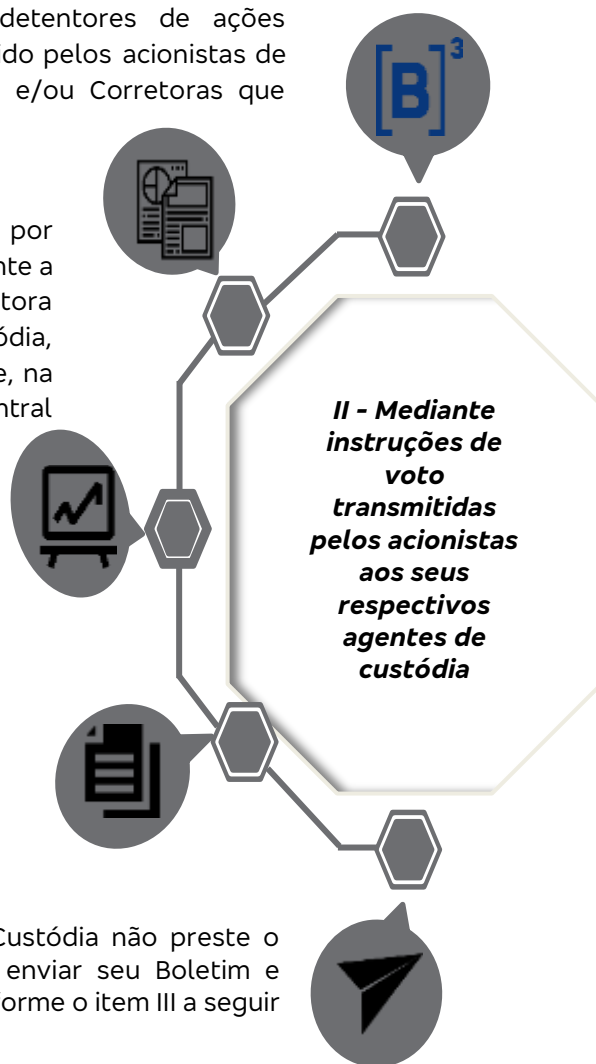 detentores de ações
ido pelos acionistas de
e/ou Corretoras que
[B]³
por
nte a
tora
ódia,
e, na
ntral
II - Mediante
instruções de
voto
transmitidas
pelos acionistas
aos seus
respectivos
agentes de
custódia
Custódia não preste o
enviar seu Boletim e
forme o item III a seguir